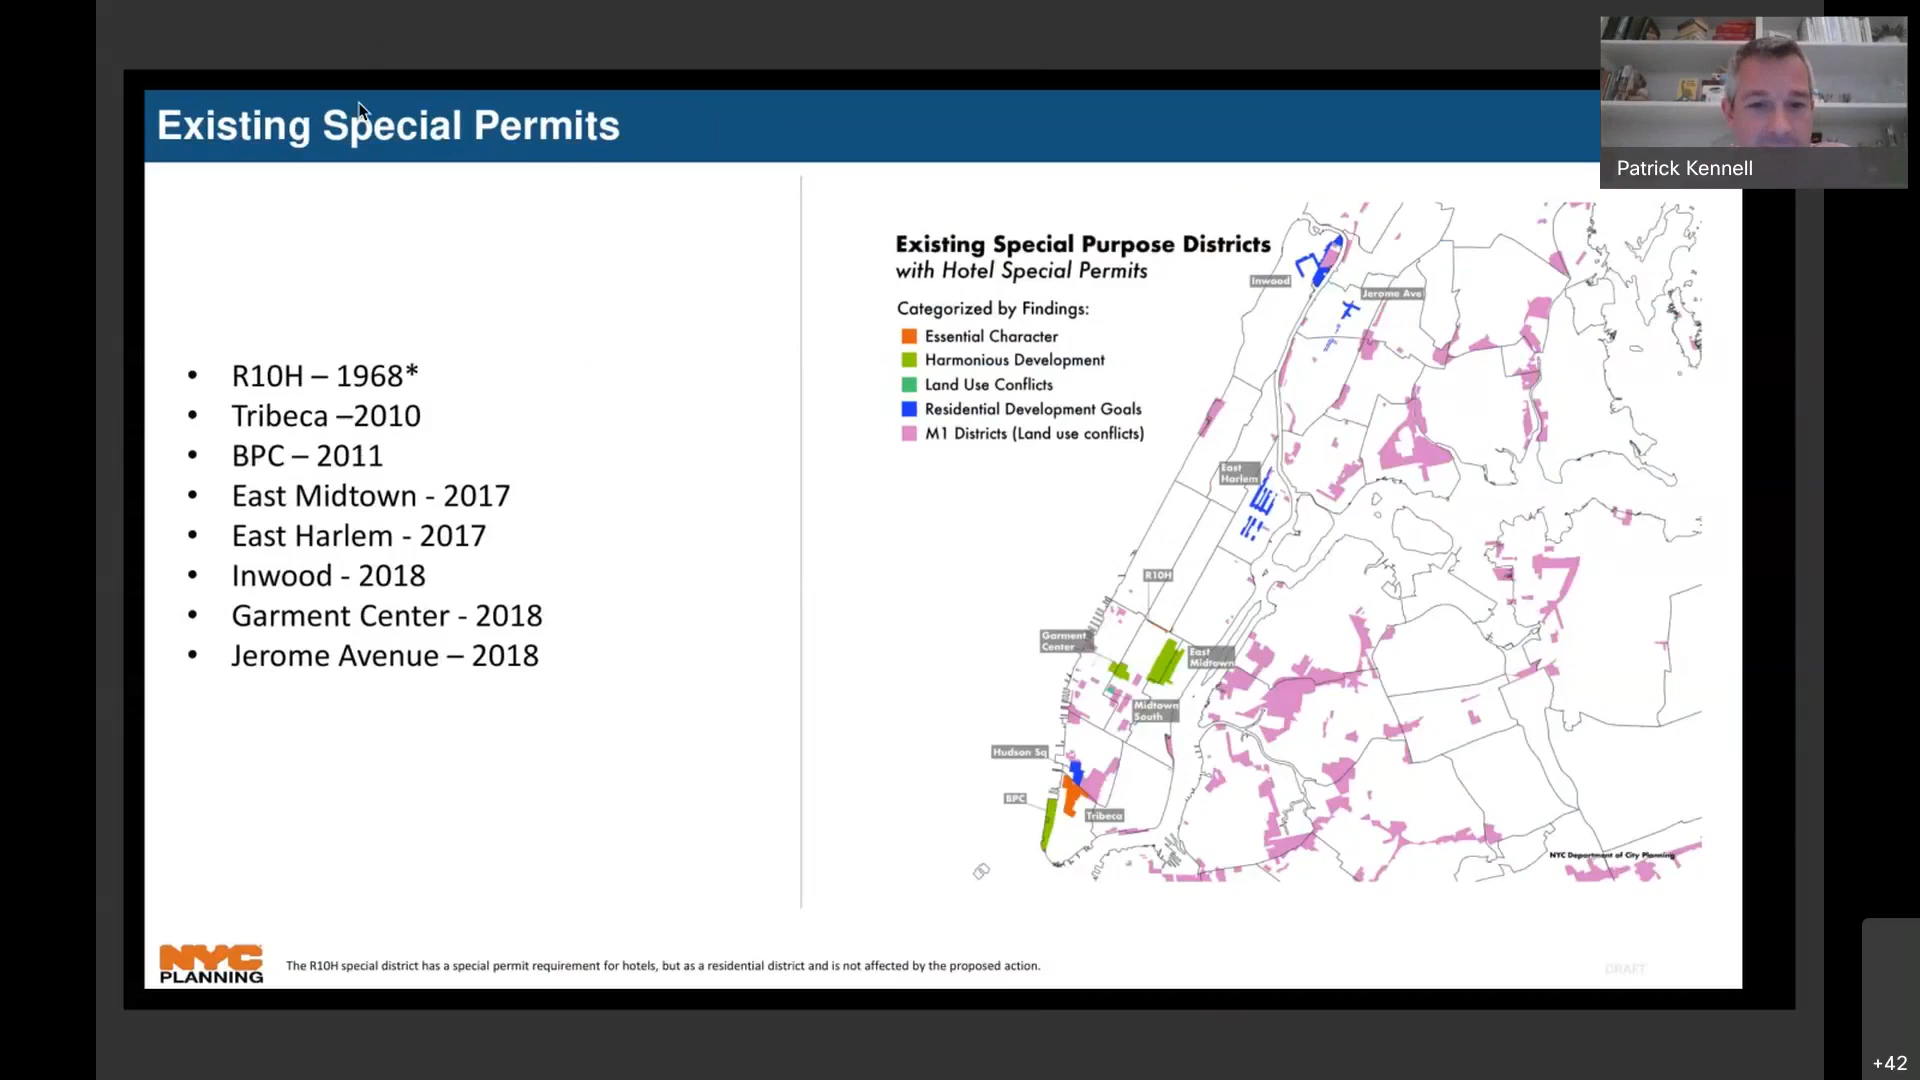 Existing Special Permits
Patrick Kennell
• R10H – 1968*
• Tribeca –2010
• BPC – 2011
• East Midtown - 2017
• East Harlem - 2017
• Inwood - 2018
• Garment Center - 2018
• Jerome Avenue – 2018
Existing Special Purpose Districts
with Hotel Special Permits
Categorized by Findings:
Essential Character
Harmonious Development
Land Use Conflicts
Residential Development Goals
M1 Districts (Land use conflicts)
Inwood
Jerome Ave
East
Harlem
R10H
Garment
Center
East
Midtown
Midtown
South
Hudson Sq
BPC
Tribeca
NYC Department of City Planning
NYC
PLANNING
The R10H special district has a special permit requirement for hotels, but as a residential district and is not affected by the proposed action.
DRAFT
+42